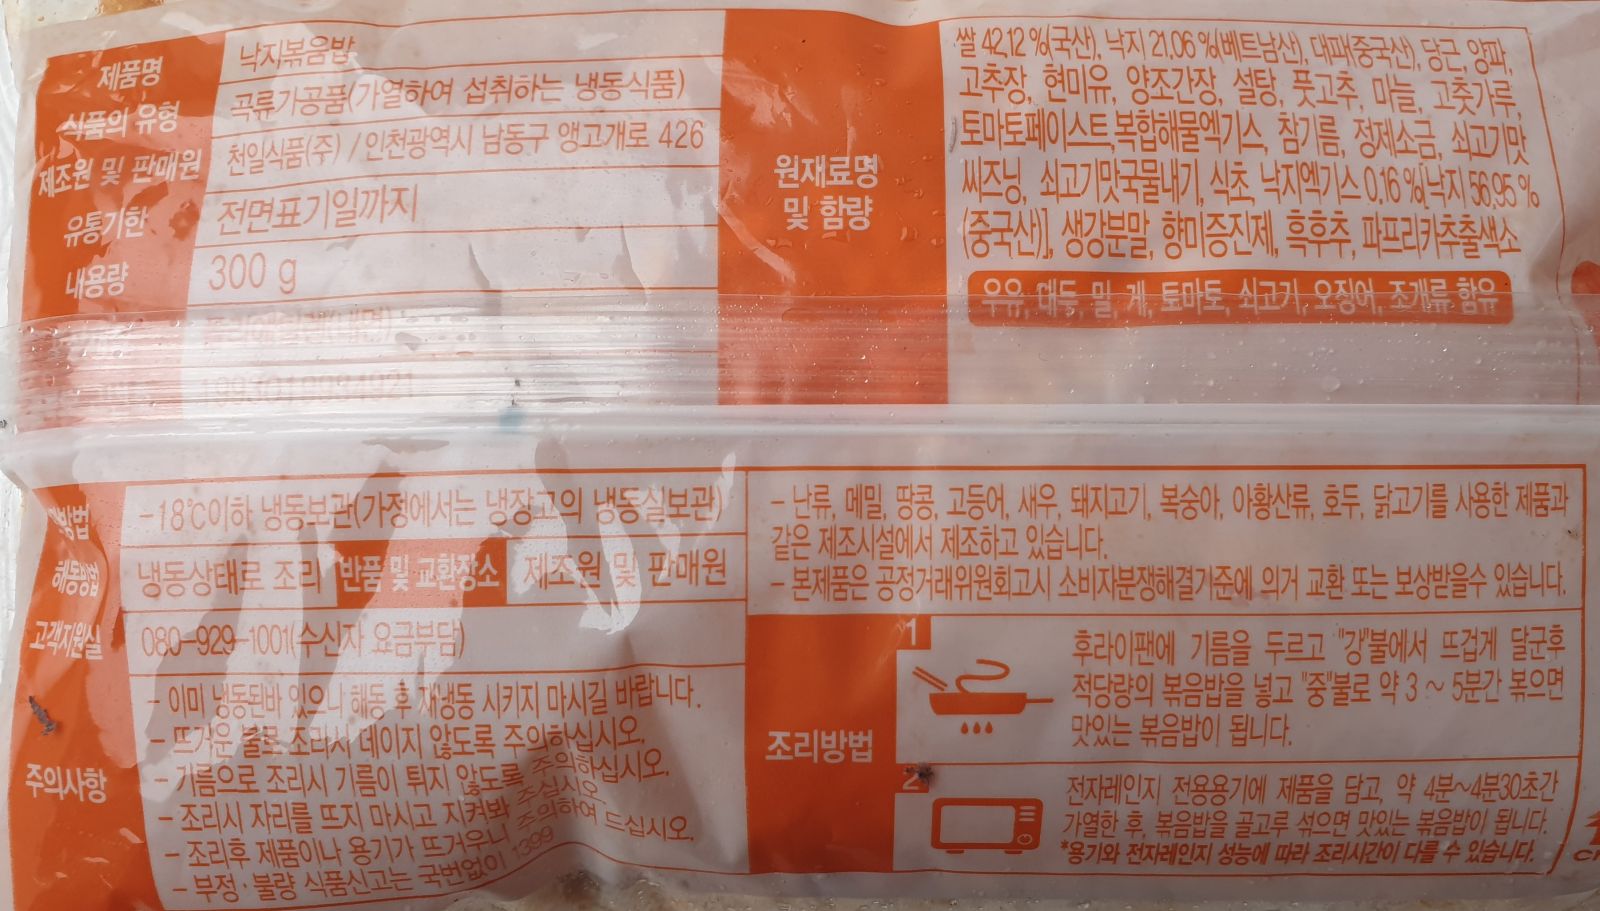 제품명 낙지볶음밥
식품의 유형 곡류가공품(가열하여 섭취하는 냉동식품)
제조원 및 판매원 천일식품(주) / 인천광역시 남동구 앵고개로 426
유통기한 전면표기일까지
내용량 300 g
원재료명
및 함량
쌀 42.12 %(국산), 낙지 21.06 %(베트남산), 대파(중국산), 당근, 양파,
고추장, 현미유, 양조간장, 설탕, 풋고추, 마늘, 고춧가루,
토마토페이스트, 복합해물엑기스, 참기름, 정제소금, 쇠고기맛
씨즈닝, 쇠고기맛국물내기, 식초, 낙지엑기스 0.16 %[낙지 56.95 %
(중국산)], 생강분말, 향미증진제, 흑후추, 파프리카추출색소
우유, 대두, 밀, 게, 토마토, 쇠고기, 오징어, 조개류 함유
-18℃이하 냉동보관(가정에서는 냉장고의 냉동실보관)
해동방법 냉동상태로 조리 반품 및 교환장소 제조원 및 판매원
고객지원실 080-929-1001(수신자 요금부담)
주의사항
- 이미 냉동된바 있으니 해동 후 재냉동 시키지 마시길 바랍니다.
- 뜨거운 불로 조리시 데이지 않도록 주의하십시오.
- 기름으로 조리시 기름이 튀지 않도록 주의하십시오.
- 조리시 자리를 뜨지 마시고 지켜봐 주십시오.
- 조리후 제품이나 용기가 뜨거우니 주의하여 드십시오.
- 부정·불량 식품신고는 국번없이 1399
- 난류, 메밀, 땅콩, 고등어, 새우, 돼지고기, 복숭아, 아황산류, 호두, 닭고기를 사용한 제품과
같은 제조시설에서 제조하고 있습니다.
- 본제품은 공정거래위원회고시 소비자분쟁해결기준에 의거 교환 또는 보상받을수 있습니다.
조리방법
1
후라이팬에 기름을 두르고 "강"불에서 뜨겁게 달군후
적당량의 볶음밥을 넣고 "중"불로 약 3 ~ 5분간 볶으면
맛있는 볶음밥이 됩니다.
2
전자레인지 전용용기에 제품을 담고, 약 4분~4분30초간
가열한 후, 볶음밥을 골고루 섞으면 맛있는 볶음밥이 됩니다.
*용기와 전자레인지 성능에 따라 조리시간이 다를 수 있습니다.